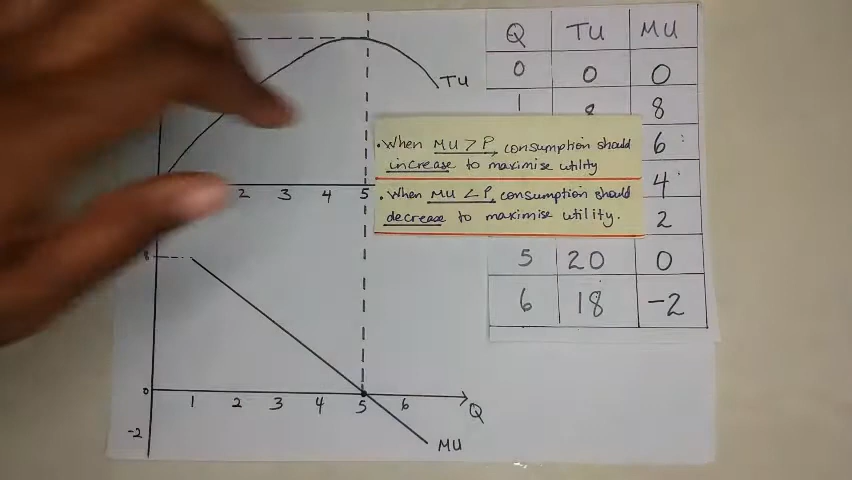 Q TU MU
0 0 0
1 8 8
6
4
2
5 20 0
6 18 -2
TU
2 3 4 5
• When MU > P, consumption should
increase to maximise utility
• When MU < P, consumption should
decrease to maximise utility.
8
0
1 2 3 4 5 6
Q
-2
MU